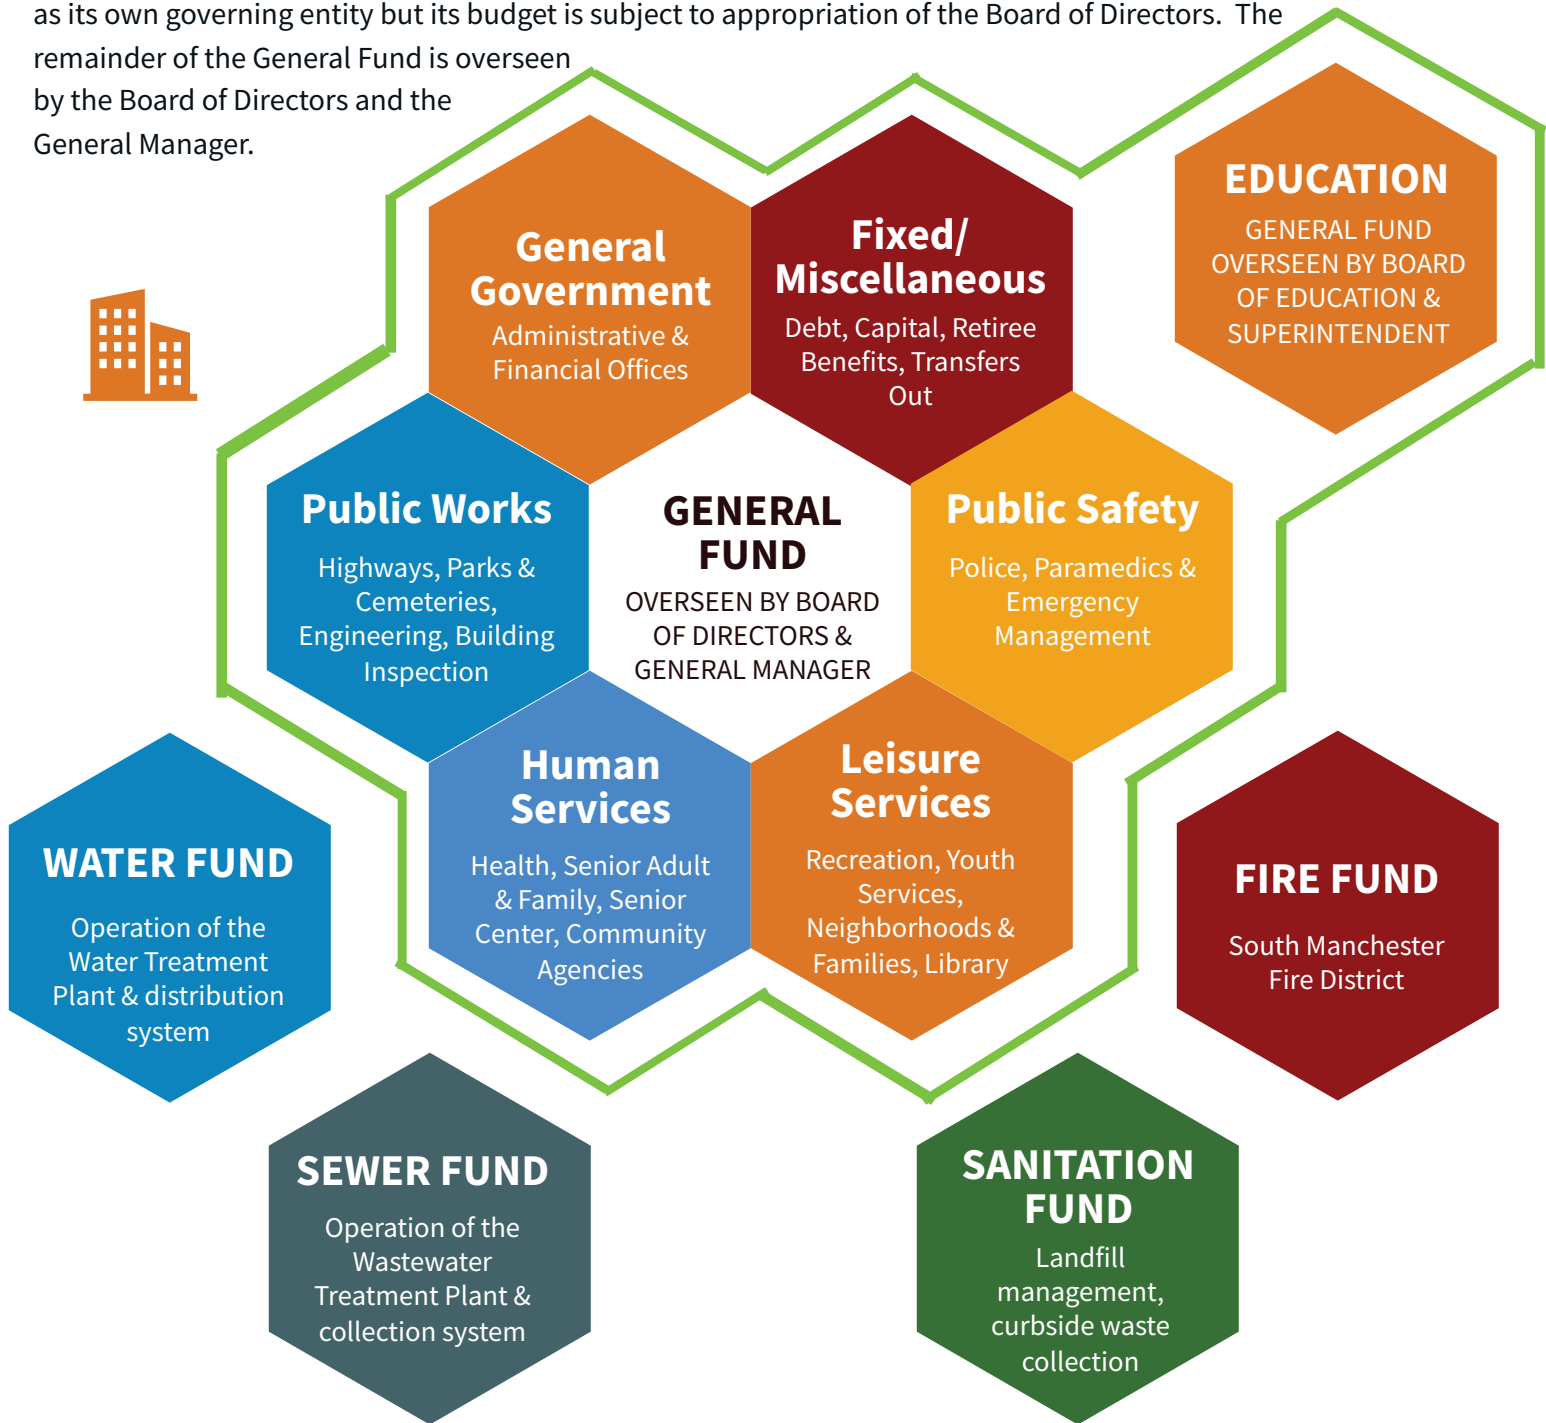 as its own governing entity but its budget is subject to appropriation of the Board of Directors.  The
remainder of the General Fund is overseen
by the Board of Directors and the
General Manager.
General
Government
Administrative &
Financial Offices
Fixed/
Miscellaneous
Debt, Capital, Retiree
Benefits, Transfers
Out
EDUCATION
GENERAL FUND
OVERSEEN BY BOARD
OF EDUCATION &
SUPERINTENDENT
Public Works
Highways, Parks &
Cemeteries,
Engineering, Building
Inspection
GENERAL
FUND
OVERSEEN BY BOARD
OF DIRECTORS &
GENERAL MANAGER
Public Safety
Police, Paramedics &
Emergency
Management
Human
Services
Health, Senior Adult
& Family, Senior
Center, Community
Agencies
Leisure
Services
Recreation, Youth
Services,
Neighborhoods &
Families, Library
WATER FUND
Operation of the
Water Treatment
Plant & distribution
system
FIRE FUND
South Manchester
Fire District
SEWER FUND
Operation of the
Wastewater
Treatment Plant &
collection system
SANITATION
FUND
Landfill
management,
curbside waste
collection